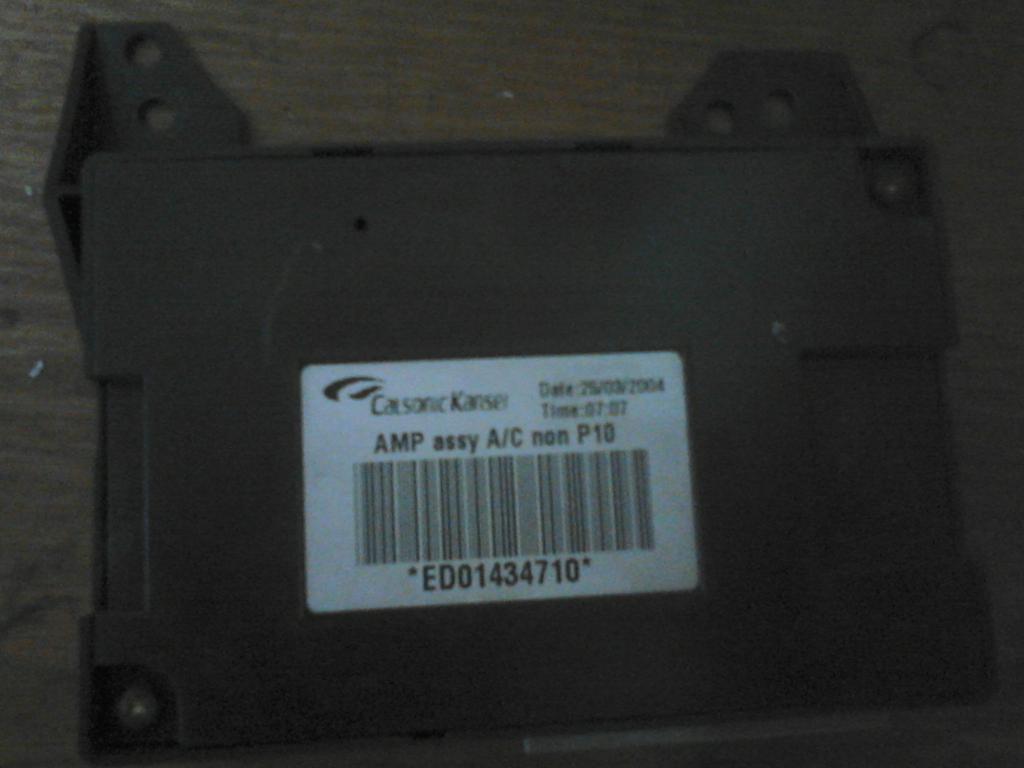 Calsonic Kansei
Date:25/03/2004
Time:07:07
AMP assy A/C non P10
*ED01434710*